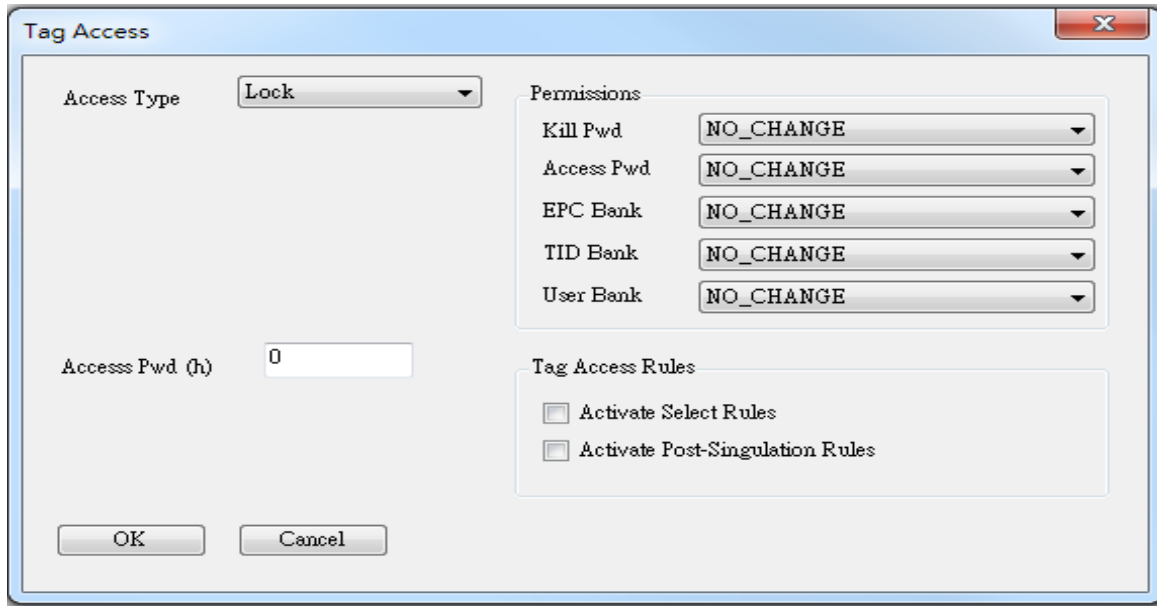 Tag Access
Access Type
Lock
Permissions
Kill Pwd
NO_CHANGE
Access Pwd
NO_CHANGE
EPC Bank
NO_CHANGE
TID Bank
NO_CHANGE
User Bank
NO_CHANGE
Accesss Pwd (h)
0
Tag Access Rules
Activate Select Rules
Activate Post-Singulation Rules
OK
Cancel